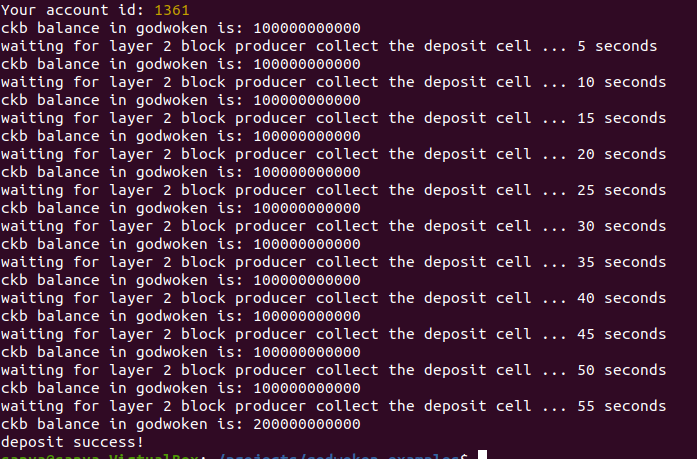 Your account id: 1361
ckb balance in godwoken is: 100000000000
waiting for layer 2 block producer collect the deposit cell ... 5 seconds
ckb balance in godwoken is: 100000000000
waiting for layer 2 block producer collect the deposit cell ... 10 seconds
ckb balance in godwoken is: 100000000000
waiting for layer 2 block producer collect the deposit cell ... 15 seconds
ckb balance in godwoken is: 100000000000
waiting for layer 2 block producer collect the deposit cell ... 20 seconds
ckb balance in godwoken is: 100000000000
waiting for layer 2 block producer collect the deposit cell ... 25 seconds
ckb balance in godwoken is: 100000000000
waiting for layer 2 block producer collect the deposit cell ... 30 seconds
ckb balance in godwoken is: 100000000000
waiting for layer 2 block producer collect the deposit cell ... 35 seconds
ckb balance in godwoken is: 100000000000
waiting for layer 2 block producer collect the deposit cell ... 40 seconds
ckb balance in godwoken is: 100000000000
waiting for layer 2 block producer collect the deposit cell ... 45 seconds
ckb balance in godwoken is: 100000000000
waiting for layer 2 block producer collect the deposit cell ... 50 seconds
ckb balance in godwoken is: 100000000000
waiting for layer 2 block producer collect the deposit cell ... 55 seconds
ckb balance in godwoken is: 200000000000
deposit success!